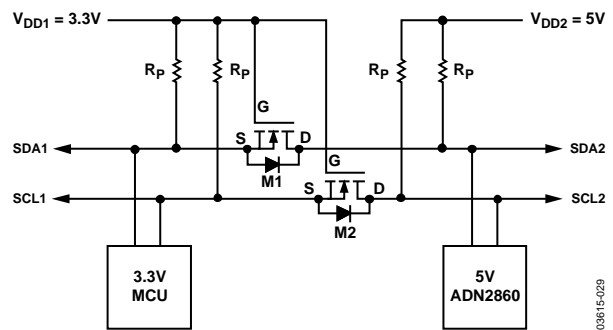 VDD1 = 3.3V
VDD2 = 5V
RP
RP
RP
RP
G
SDA1
S
D
SDA2
M1
G
SCL1
S
D
SCL2
M2
3.3V
MCU
5V
ADN2860
03615-029